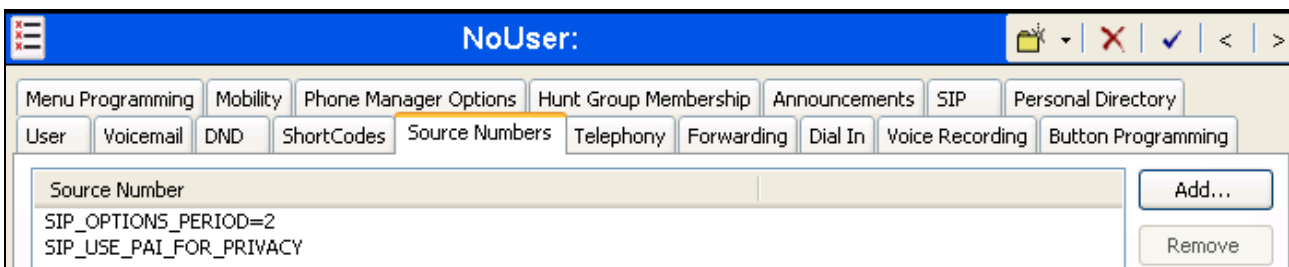 NoUser:
Menu Programming Mobility Phone Manager Options Hunt Group Membership Announcements SIP Personal Directory
User Voicemail DND ShortCodes Source Numbers Telephony Forwarding Dial In Voice Recording Button Programming
Source Number
Add...
SIP_OPTIONS_PERIOD=2
SIP_USE_PAI_FOR_PRIVACY
Remove